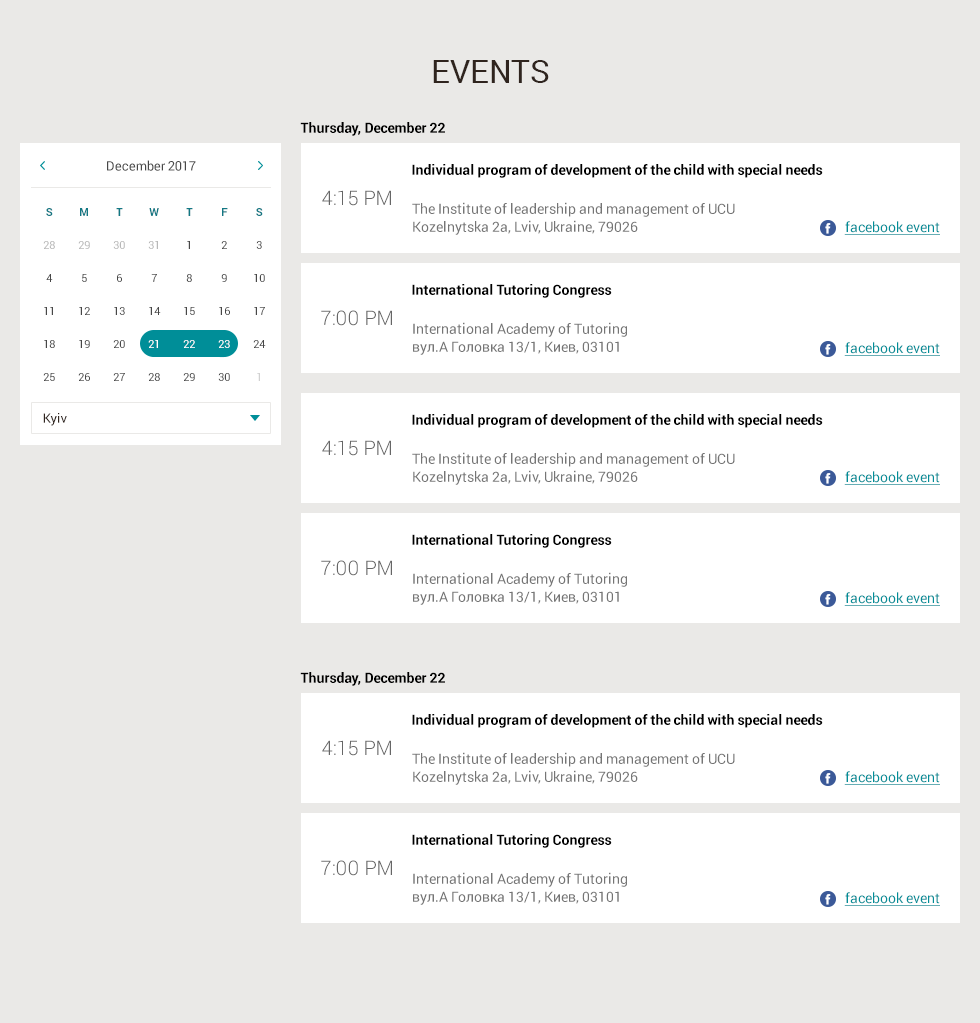 EVENTS
Thursday, December 22
December 2017
S M T W T F S
28 29 30 31 1 2 3
4 5 6 7 8 9 10
11 12 13 14 15 16 17
18 19 20 21 22 23 24
25 26 27 28 29 30 1
Kyiv
Individual program of development of the child with special needs
4:15 PM
The Institute of leadership and management of UCU
Kozelnytska 2a, Lviv, Ukraine, 79026
facebook event
International Tutoring Congress
7:00 PM
International Academy of Tutoring
вул.А Головка 13/1, Киев, 03101
facebook event
Individual program of development of the child with special needs
4:15 PM
The Institute of leadership and management of UCU
Kozelnytska 2a, Lviv, Ukraine, 79026
facebook event
International Tutoring Congress
7:00 PM
International Academy of Tutoring
вул.А Головка 13/1, Киев, 03101
facebook event
Thursday, December 22
Individual program of development of the child with special needs
4:15 PM
The Institute of leadership and management of UCU
Kozelnytska 2a, Lviv, Ukraine, 79026
facebook event
International Tutoring Congress
7:00 PM
International Academy of Tutoring
вул.А Головка 13/1, Киев, 03101
facebook event